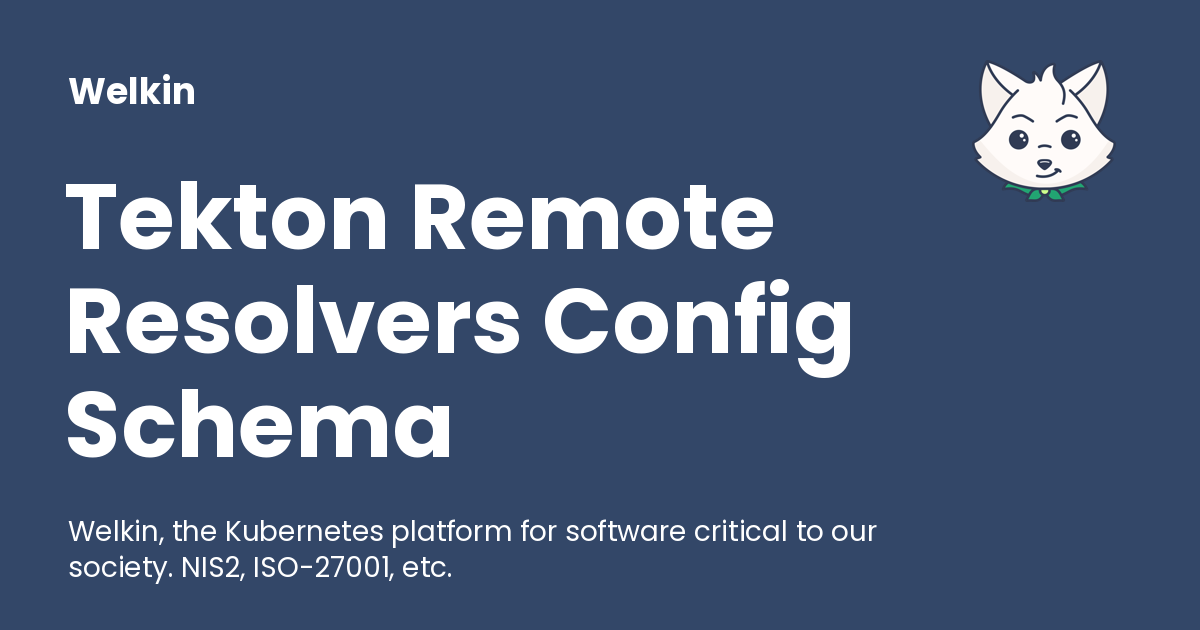 Welkin
Tekton Remote
Resolvers Config
Schema
Welkin, the Kubernetes platform for software critical to our
society. NIS2, ISO-27001, etc.